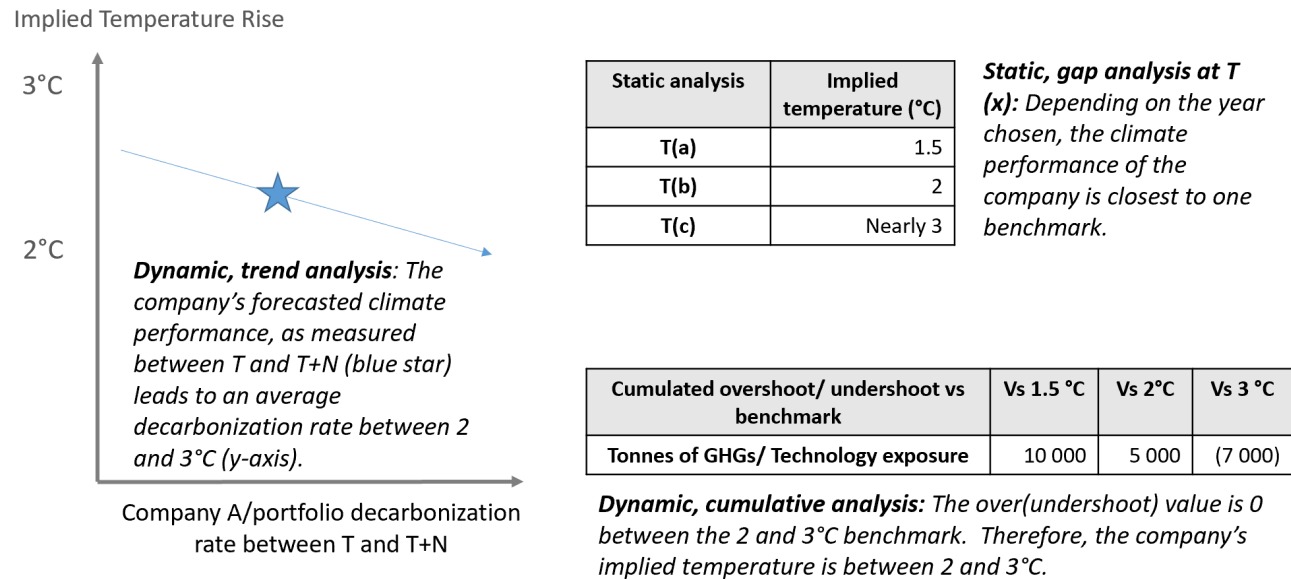 Implied Temperature Rise
3°C
2°C
Dynamic, trend analysis: The
company’s forecasted climate
performance, as measured
between T and T+N (blue star)
leads to an average
decarbonization rate between 2
and 3°C (y-axis).
Company A/portfolio decarbonization
rate between T and T+N
Static analysis
Implied
temperature (°C)
T(a) 1.5
T(b) 2
T(c) Nearly 3
Static, gap analysis at T
(x): Depending on the year
chosen, the climate
performance of the
company is closest to one
benchmark.
Cumulated overshoot/ undershoot vs
benchmark
Vs 1.5 °C Vs 2°C Vs 3 °C
Tonnes of GHGs/ Technology exposure 10 000 5 000 (7 000)
Dynamic, cumulative analysis: The over(undershoot) value is 0
between the 2 and 3°C benchmark.  Therefore, the company’s
implied temperature is between 2 and 3°C.